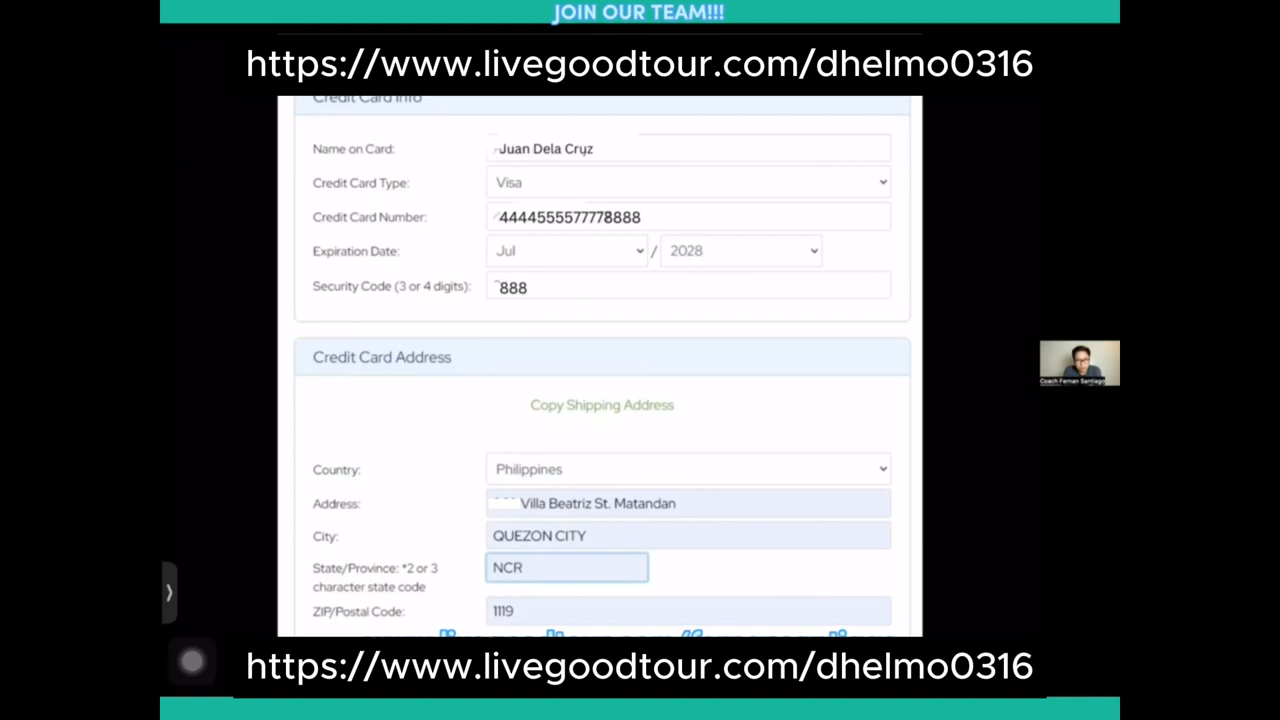 JOIN OUR TEAM!!!
https://www.livegoodtour.com/dhelmo0316
Credit Card Info
Name on Card: Juan Dela Cruz
Credit Card Type: Visa
Credit Card Number: 4444555577778888
Expiration Date: Jul / 2028
Security Code (3 or 4 digits): 888
Credit Card Address
Copy Shipping Address
Country: Philippines
Address: Villa Beatriz St. Matandan
City: QUEZON CITY
State/Province: *2 or 3 NCR
character state code
ZIP/Postal Code: 1119
Coach Fernan Santiago
https://www.livegoodtour.com/dhelmo0316